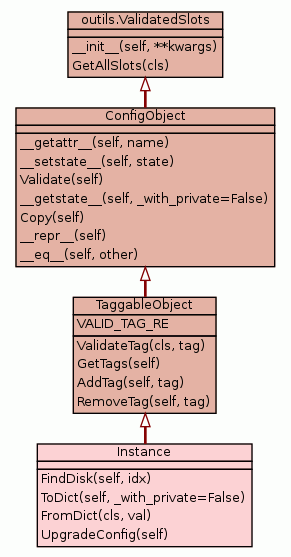 outils.ValidatedSlots
__init__(self, **kwargs)
GetAllSlots(cls)
ConfigObject
__getattr__(self, name)
__setstate__(self, state)
Validate(self)
__getstate__(self, _with_private=False)
Copy(self)
__repr__(self)
__eq__(self, other)
TaggableObject
VALID_TAG_RE
ValidateTag(cls, tag)
GetTags(self)
AddTag(self, tag)
RemoveTag(self, tag)
Instance
FindDisk(self, idx)
ToDict(self, _with_private=False)
FromDict(cls, val)
UpgradeConfig(self)